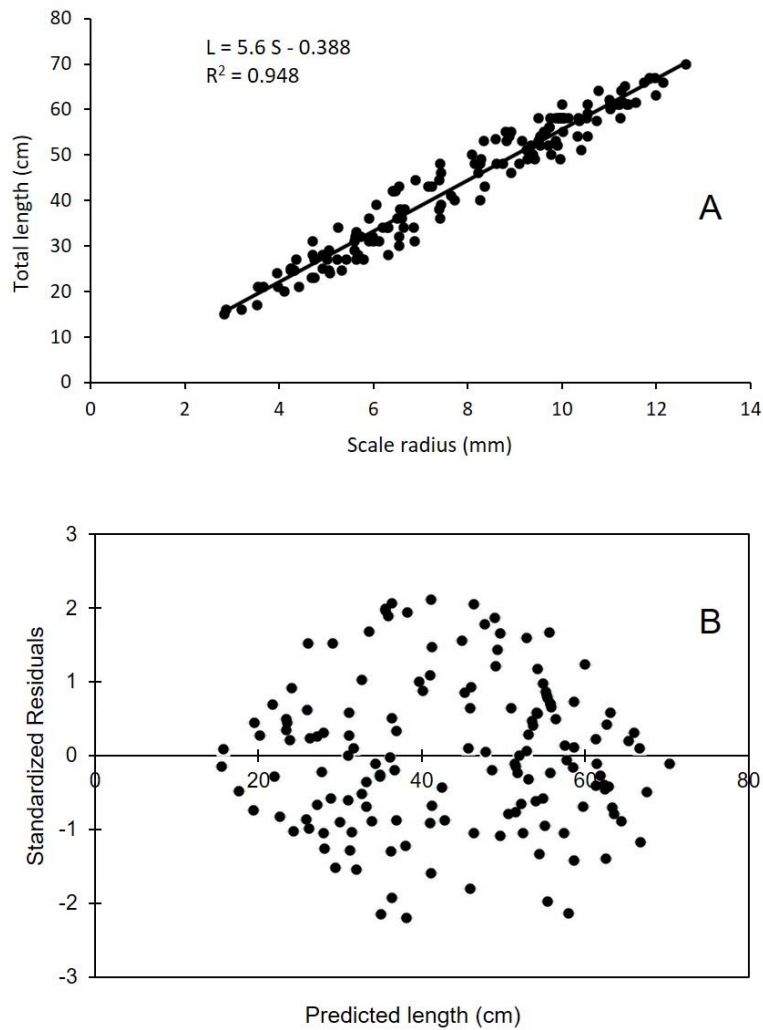 80
L = 5.6 S - 0.388
R² = 0.948
70
60
50
40
30
20
10
0
Total length (cm)
A
0 2 4 6 8 10 12 14
Scale radius (mm)
3
2
1
0
-1
-2
-3
Standardized Residuals
B
0 20 40 60 80
Predicted length (cm)